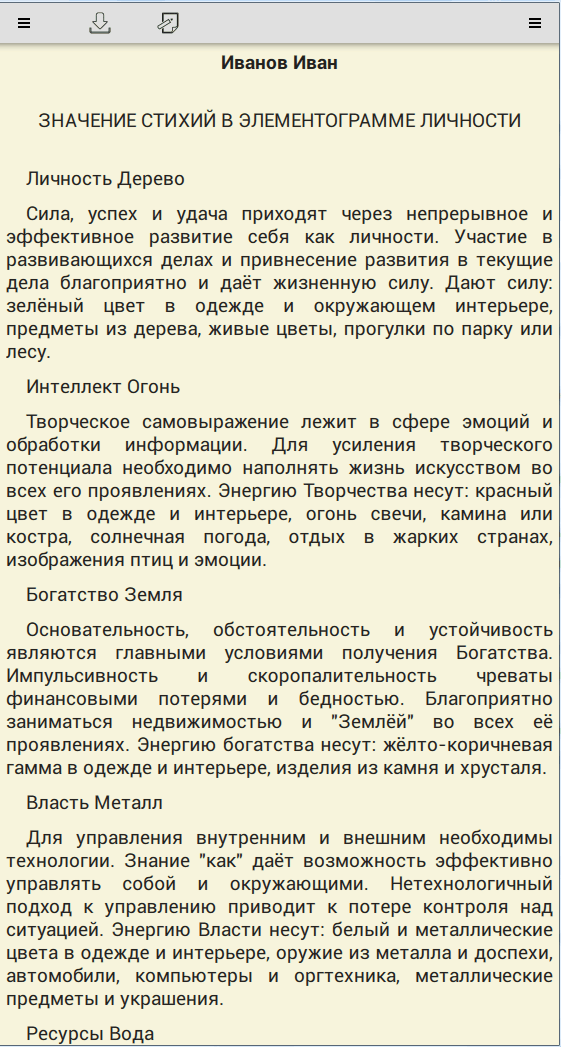 Иванов Иван
ЗНАЧЕНИЕ СТИХИЙ В ЭЛЕМЕНТОГРАММЕ ЛИЧНОСТИ
Личность Дерево
Сила, успех и удача приходят через непрерывное и
эффективное развитие себя как личности. Участие в
развивающихся делах и привнесение развития в текущие
дела благоприятно и даёт жизненную силу. Дают силу:
зелёный цвет в одежде и окружающем интерьере,
предметы из дерева, живые цветы, прогулки по парку или
лесу.
Интеллект Огонь
Творческое самовыражение лежит в сфере эмоций и
обработки информации. Для усиления творческого
потенциала необходимо наполнять жизнь искусством во
всех его проявлениях. Энергию Творчества несут: красный
цвет в одежде и интерьере, огонь свечи, камина или
костра, солнечная погода, отдых в жарких странах,
изображения птиц и эмоции.
Богатство Земля
Основательность, обстоятельность и устойчивость
являются главными условиями получения Богатства.
Импульсивность и скоропалительность чреваты
финансовыми потерями и бедностью. Благоприятно
заниматься недвижимостью и "Землёй" во всех её
проявлениях. Энергию богатства несут: жёлто-коричневая
гамма в одежде и интерьере, изделия из камня и хрусталя.
Власть Металл
Для управления внутренним и внешним необходимы
технологии. Знание "как" даёт возможность эффективно
управлять собой и окружающими. Нетехнологичный
подход к управлению приводит к потере контроля над
ситуацией. Энергию Власти несут: белый и металлические
цвета в одежде и интерьере, оружие из металла и доспехи,
автомобили, компьютеры и оргтехника, металлические
предметы и украшения.
Ресурсы Вода